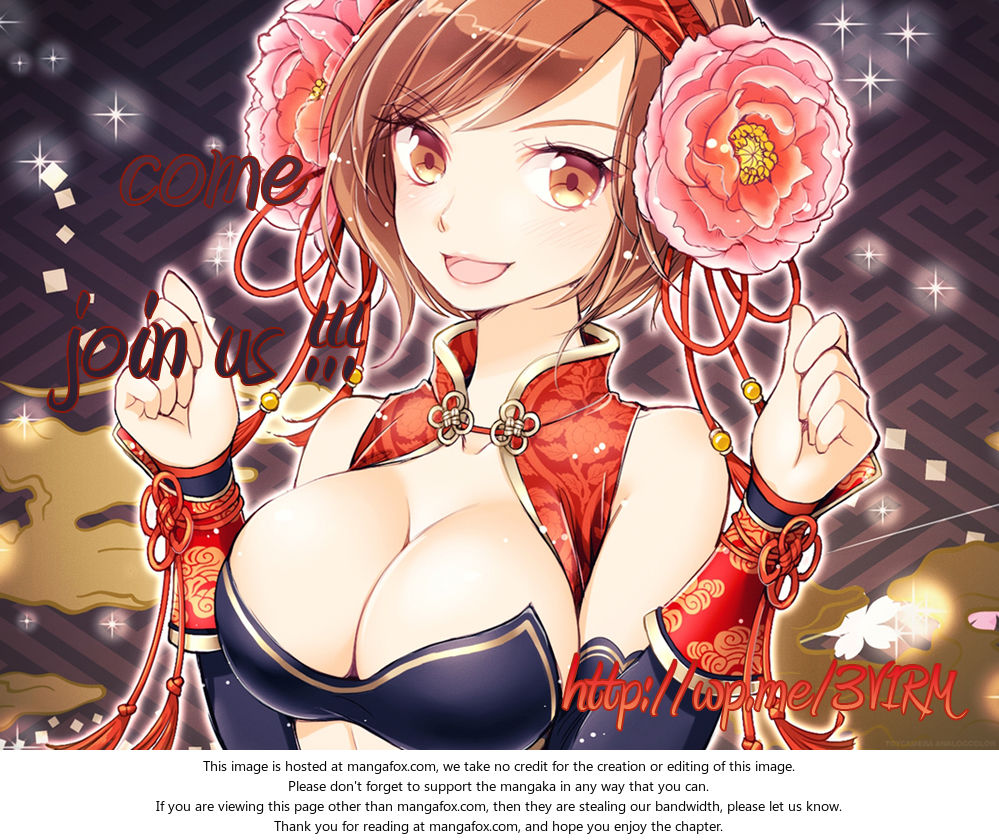 come
join us !!!
http://wp.me/3VIRM
This image is hosted at mangafox.com, we take no credit for the creation or editing of this image.
Please don't forget to support the mangaka in any way that you can.
If you are viewing this page other than mangafox.com, then they are stealing our bandwidth, please let us know.
Thank you for reading at mangafox.com, and hope you enjoy the chapter.